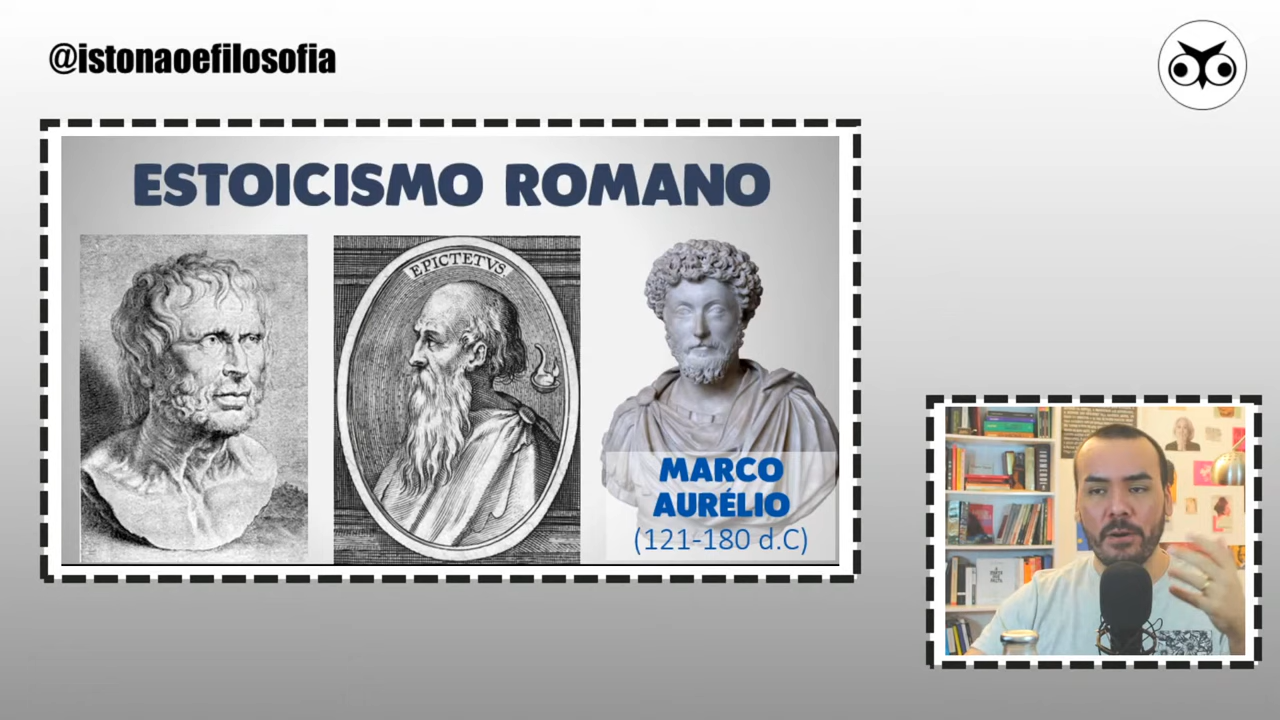 @istonaoefilosofia
ESTOICISMO ROMANO
EPICTETVS
MARCO
AURÉLIO
(121-180 d.C)